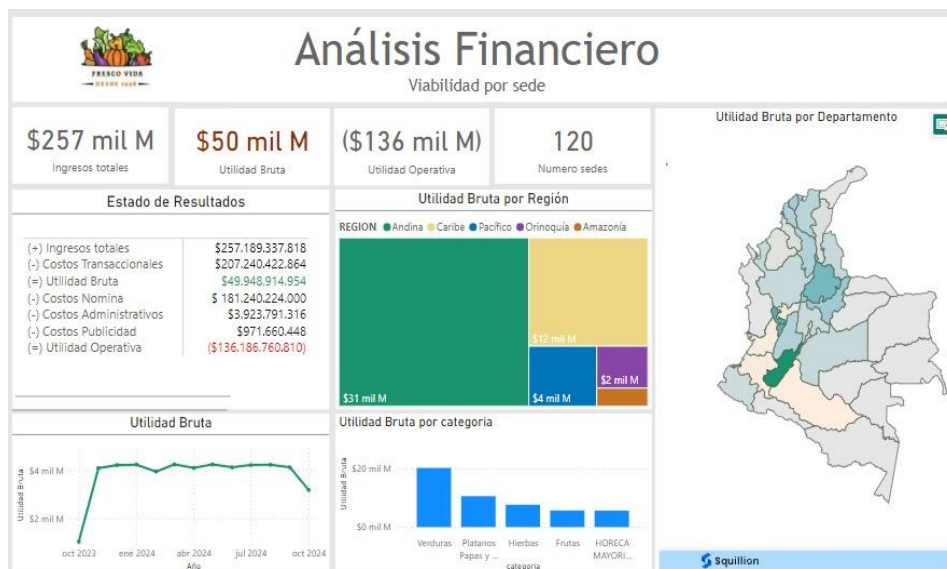 Análisis Financiero
Viabilidad por sede
FRESCO VIDA
DESDE 1998
$257 mil M
Ingresos totales
$50 mil M
Utilidad Bruta
($136 mil M)
Utilidad Operativa
120
Numero sedes
Utilidad Bruta por Departamento
Estado de Resultados
(+) Ingresos totales $257.189.337.818
(-) Costos Transaccionales $207.240.422.864
(=) Utilidad Bruta $49.948.914.954
(-) Costos Nomina $ 181.240.224.000
(-) Costos Administrativos $3.923.791.316
(-) Costos Publicidad $971.660.448
(=) Utilidad Operativa ($136.186.760.810)
Utilidad Bruta por Región
REGION Andina Caribe Pacífico Orinoquía Amazonía
$31 mil M
$12 mil M
$4 mil M
$2 mil M
Utilidad Bruta
Utilidad Bruta
$4 mil M
$2 mil M
oct 2023 ene 2024 abr 2024 jul 2024 oct 2024
Año
Utilidad Bruta por categoria
Utilidad Bruta
$20 mil M
$0 mil M
Verduras Platanos Hierbas Frutas HORECA
Papas y ... MAYORI...
categoria
Squillion